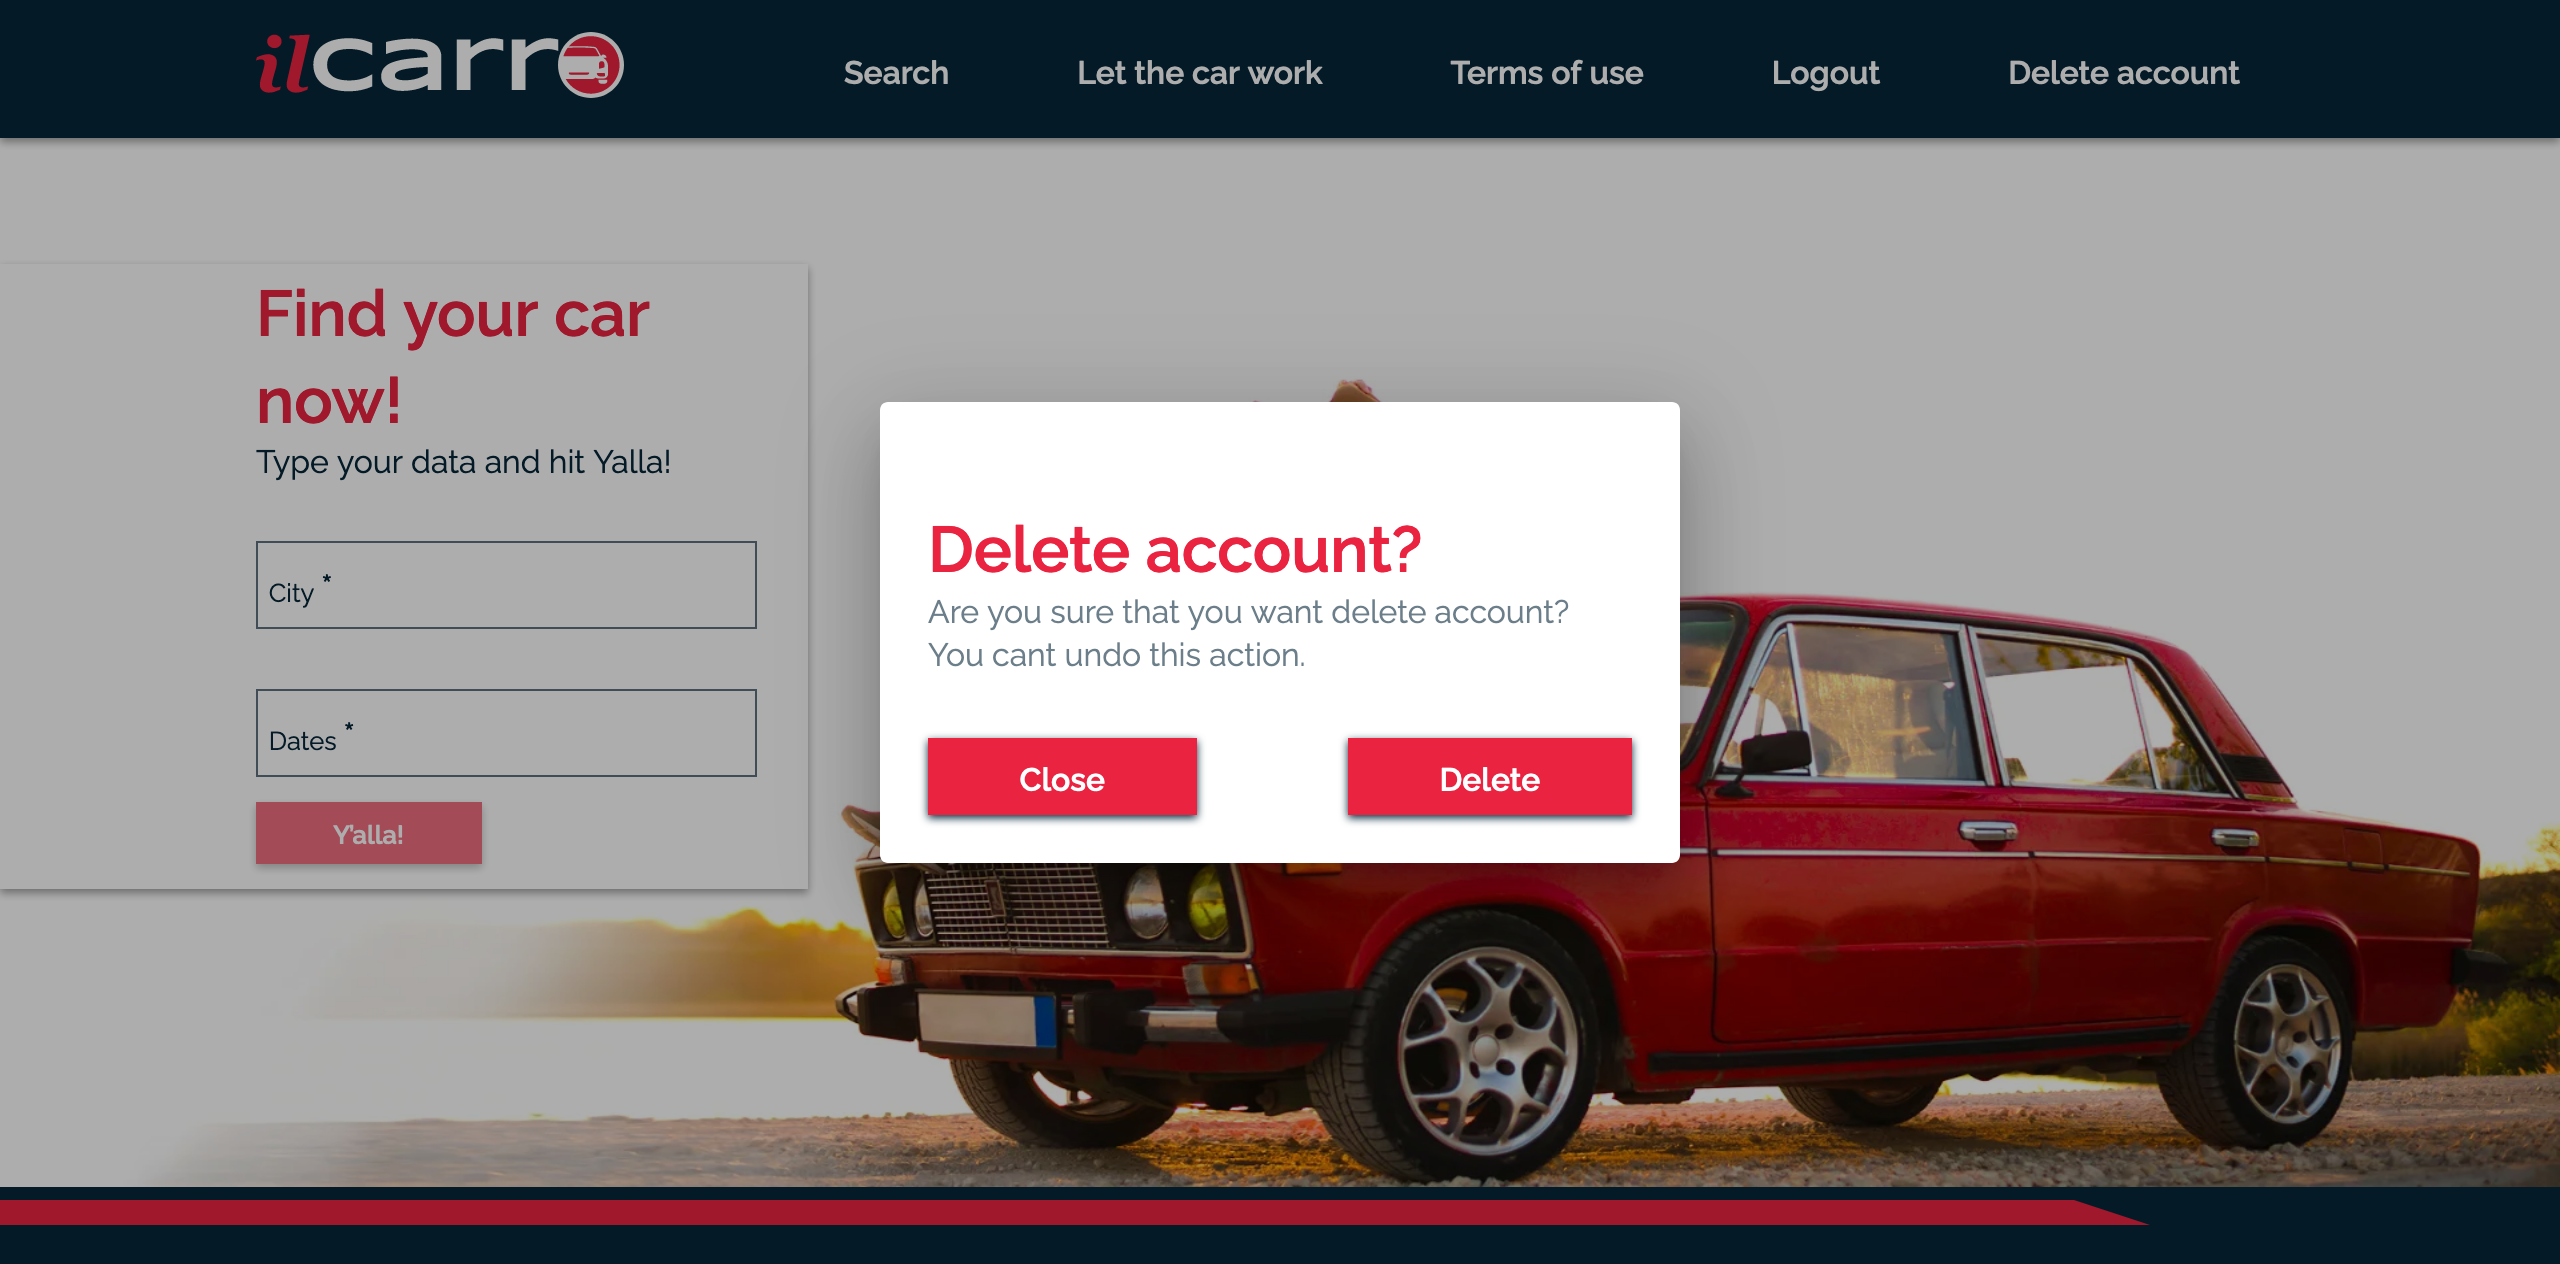 ilcarro
Search
Let the car work
Terms of use
Logout
Delete account
Find your car
now!
Type your data and hit Yalla!
City *
Dates *
Y'alla!
Delete account?
Are you sure that you want delete account?
You cant undo this action.
Close
Delete